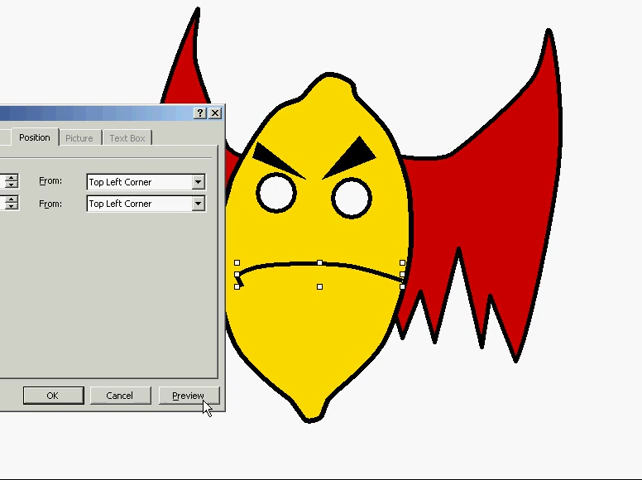 Position Picture Text Box
From: Top Left Corner
From: Top Left Corner
OK Cancel Preview